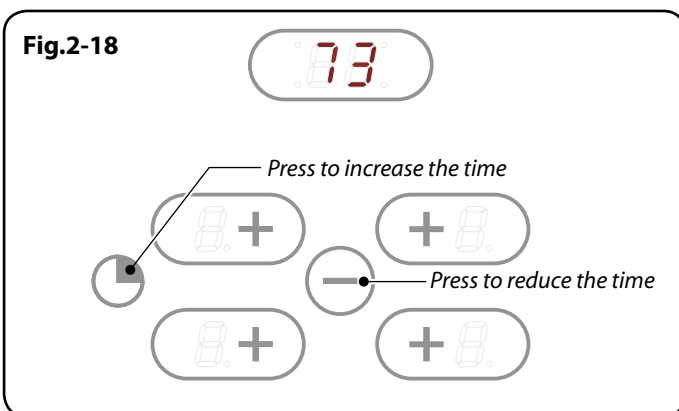 Fig.2-18
73
Press to increase the time
Press to reduce the time